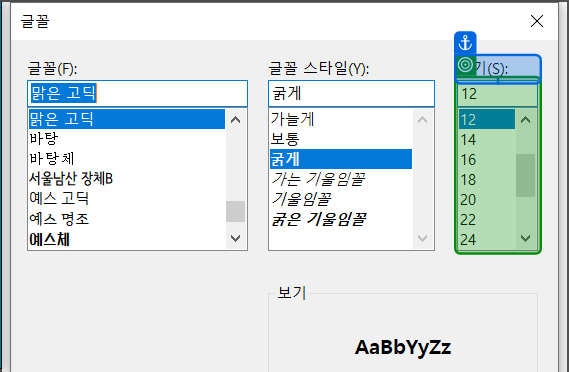 글꼴
글꼴(F):
맑은 고딕
맑은 고딕
바탕
바탕체
서울남산 장체B
예스 고딕
예스 명조
예스체
글꼴 스타일(Y):
굵게
가늘게
보통
굵게
가는 기울임꼴
기울임꼴
굵은 기울임꼴
기(S):
12
12
14
16
18
20
22
24
보기
AaBbYyZz